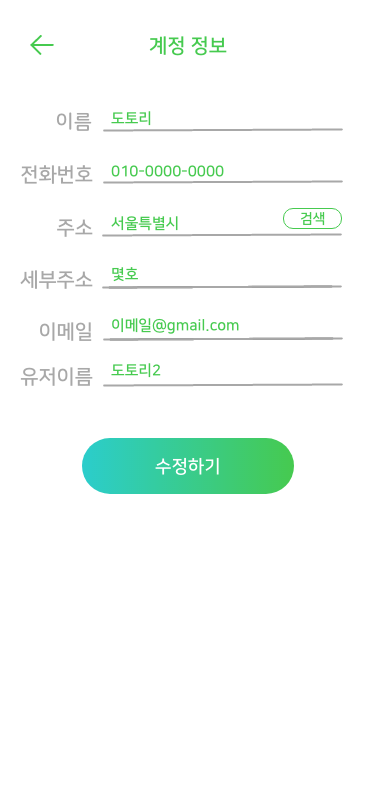 계정 정보
이름 도토리
전화번호 010-0000-0000
주소 서울특별시 검색
세부주소 몇호
이메일 이메일@gmail.com
유저이름 도토리2
수정하기